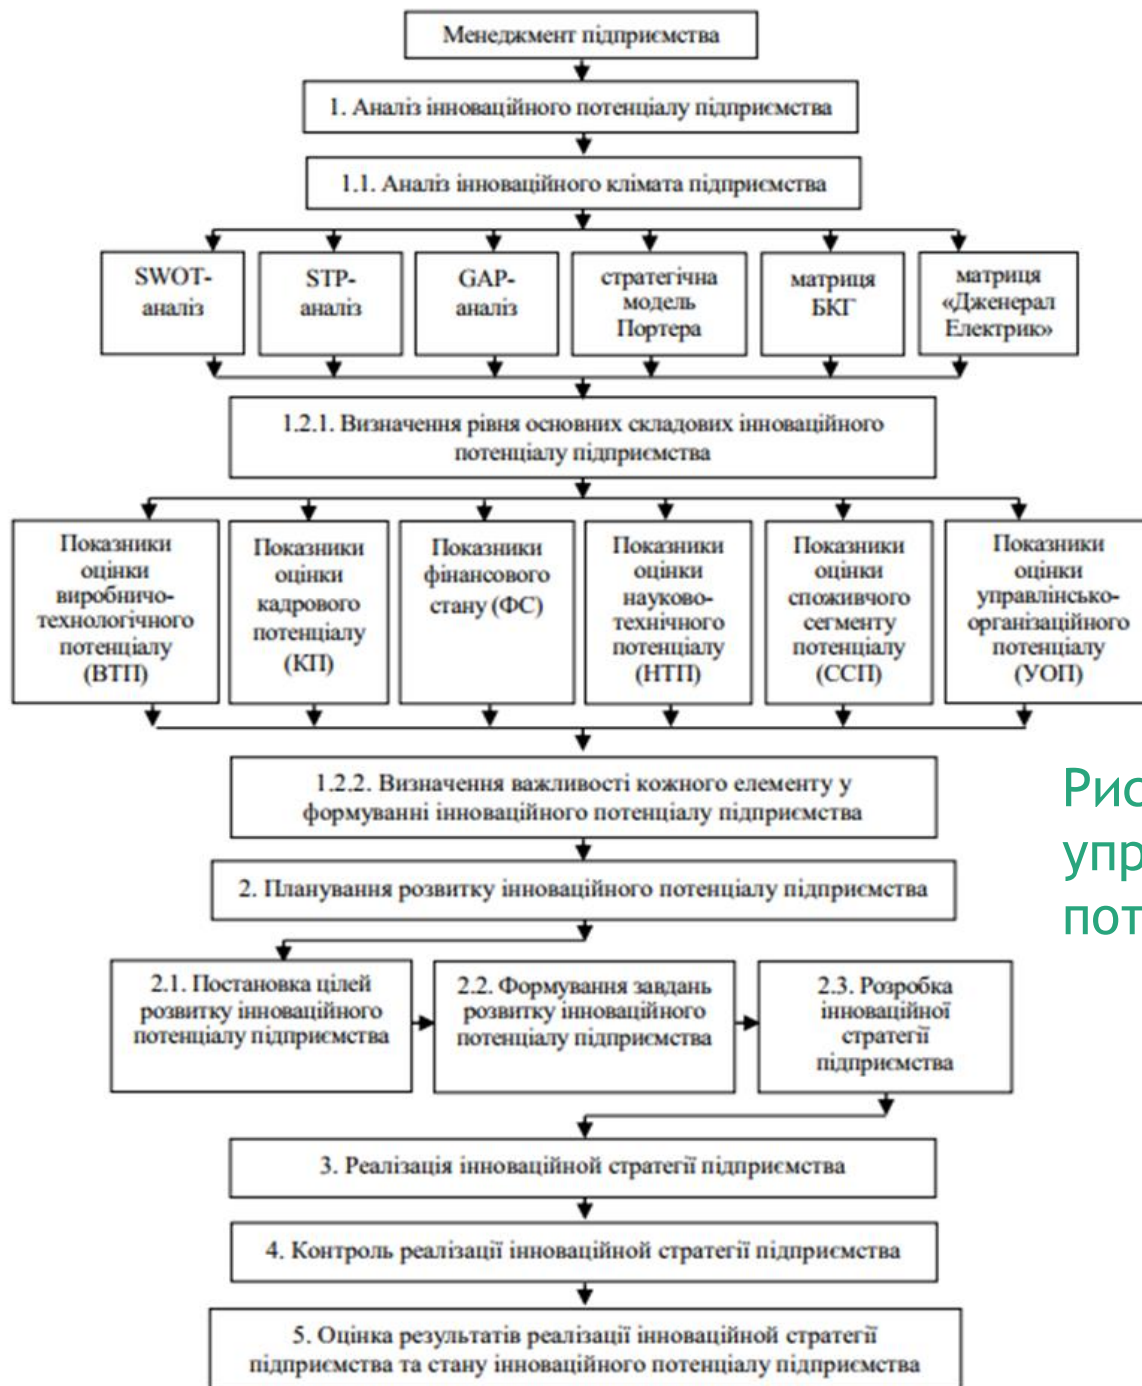 Менеджмент підприємства
1. Аналіз інноваційного потенціалу підприємства
1.1. Аналіз інноваційного клімата підприємства
SWOT-
аналіз
STP-
аналіз
GAP-
аналіз
стратегічна
модель
Портера
матриця
БКГ
матриця
«Дженерал
Електрик»
1.2.1. Визначення рівня основних складових інноваційного
потенціалу підприємства
Показники
оцінки
виробничо-
технологічного
потенціалу
(ВТП)
Показники
оцінки
кадрового
потенціалу
(КП)
Показники
фінансового
стану (ФС)
Показники
оцінки
науково-
технічного
потенціалу
(НТП)
Показники
оцінки
споживчого
сегменту
потенціалу
(ССП)
Показники
оцінки
управлінсько-
організаційного
потенціалу
(УОП)
1.2.2. Визначення важливості кожного елементу у
формуванні інноваційного потенціалу підприємства
2. Планування розвитку інноваційного потенціалу підприємства
2.1. Постановка цілей
розвитку інноваційного
потенціалу підприємства
2.2. Формування завдань
розвитку інноваційного
потенціалу підприємства
2.3. Розробка
інноваційної
стратегії
підприємства
3. Реалізація інноваційної стратегії підприємства
4. Контроль реалізації інноваційної стратегії підприємства
5. Оцінка результатів реалізації інноваційної стратегії
підприємства та стану інноваційного потенціалу підприємства